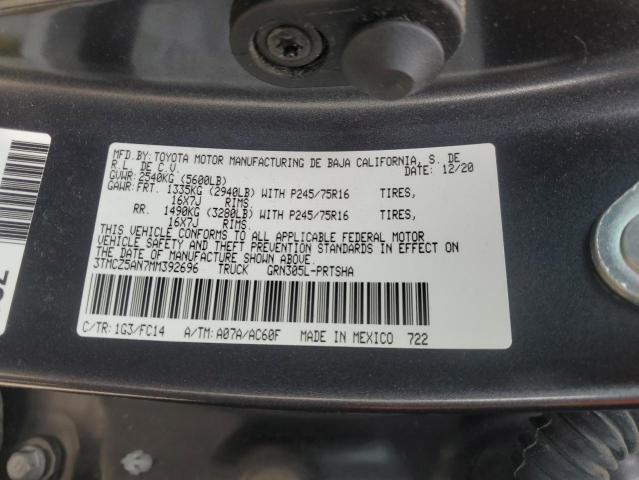 MFD.BY: TOYOTA MOTOR MANUFACTURING DE BAJA CALIFORNIA, S. DE
R.L. DE C.V. DATE: 12/20
GVWR: 2540KG (5600LB)
GAWR: FRT. 1335KG (2940LB) WITH P245/75R16 TIRES,
16X7J RIMS.
RR. 1490KG (3280LB) WITH P245/75R16 TIRES,
16X7J RIMS.
THIS VEHICLE CONFORMS TO ALL APPLICABLE FEDERAL MOTOR
VEHICLE SAFETY AND THEFT PREVENTION STANDARDS IN EFFECT ON
THE DATE OF MANUFACTURE SHOWN ABOVE.
3TMCZ5AN7MM392696 TRUCK GRN305L-PRTSHA
C/TR: 1G3/FC14 A/TM: A07A/AC60F MADE IN MEXICO 722